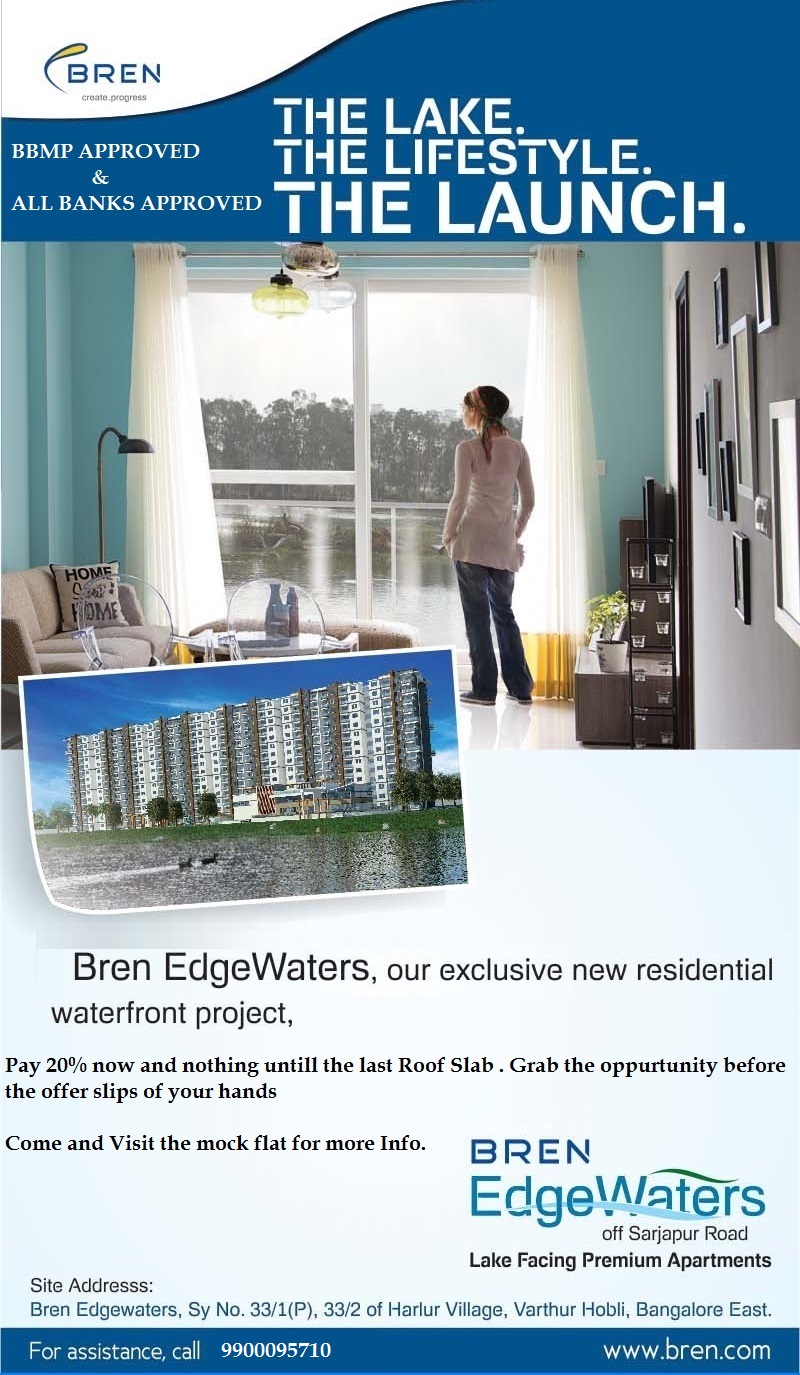 BREN
create.progress
THE LAKE.
THE LIFESTYLE.
THE LAUNCH.
BBMP APPROVED
&
ALL BANKS APPROVED
HOME
Sweet
HOME
Bren EdgeWaters, our exclusive new residential
waterfront project,
Pay 20% now and nothing untill the last Roof Slab . Grab the oppurtunity before
the offer slips of your hands
Come and Visit the mock flat for more Info.
BREN
EdgeWaters
off Sarjapur Road
Lake Facing Premium Apartments
Site Addresss:
Bren Edgewaters, Sy No. 33/1(P), 33/2 of Harlur Village, Varthur Hobli, Bangalore East.
For assistance, call 9900095710
www.bren.com